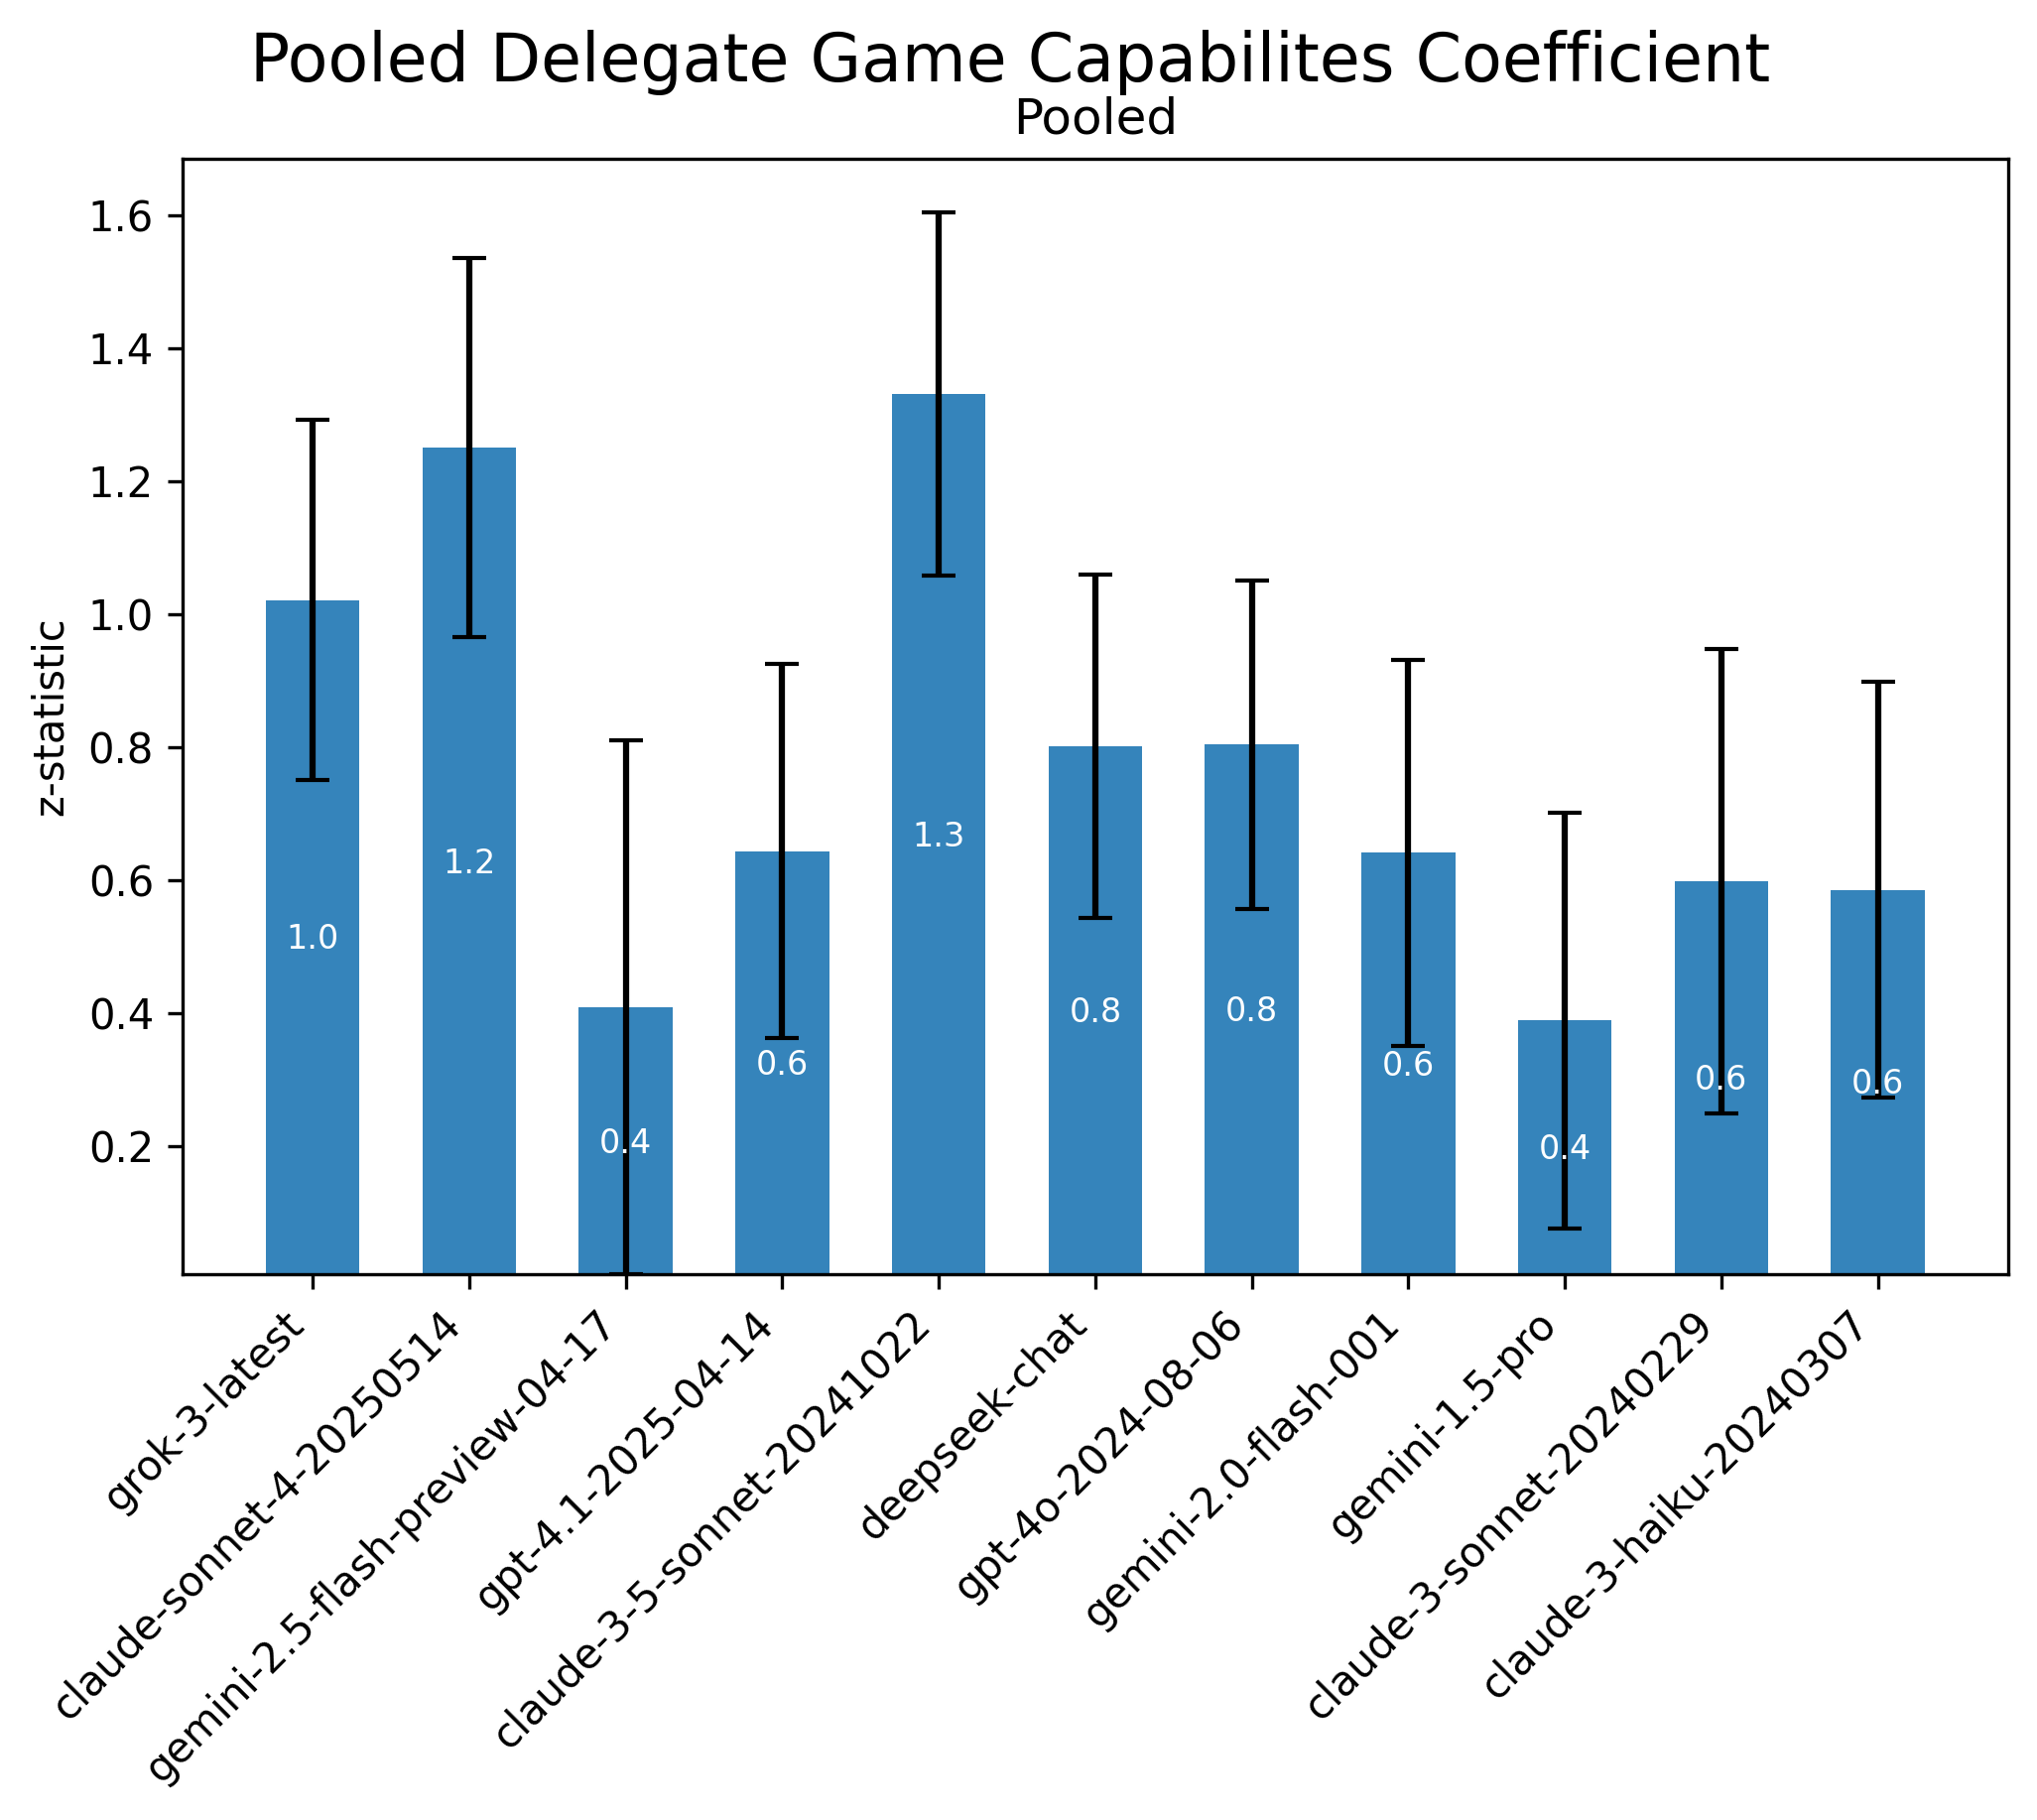 Pooled Delegate Game Capabilites Coefficient
Pooled
z-statistic
1.6
1.4
1.2
1.0
0.8
0.6
0.4
0.2
1.0
1.2
0.4
0.6
1.3
0.8
0.8
0.6
0.4
0.6
0.6
grok-3-latest
claude-sonnet-4-20250514
gemini-2.5-flash-preview-04-17
gpt-4.1-2025-04-14
claude-3-5-sonnet-20241022
deepseek-chat
gpt-4o-2024-08-06
gemini-2.0-flash-001
gemini-1.5-pro
claude-3-sonnet-20240229
claude-3-haiku-20240307